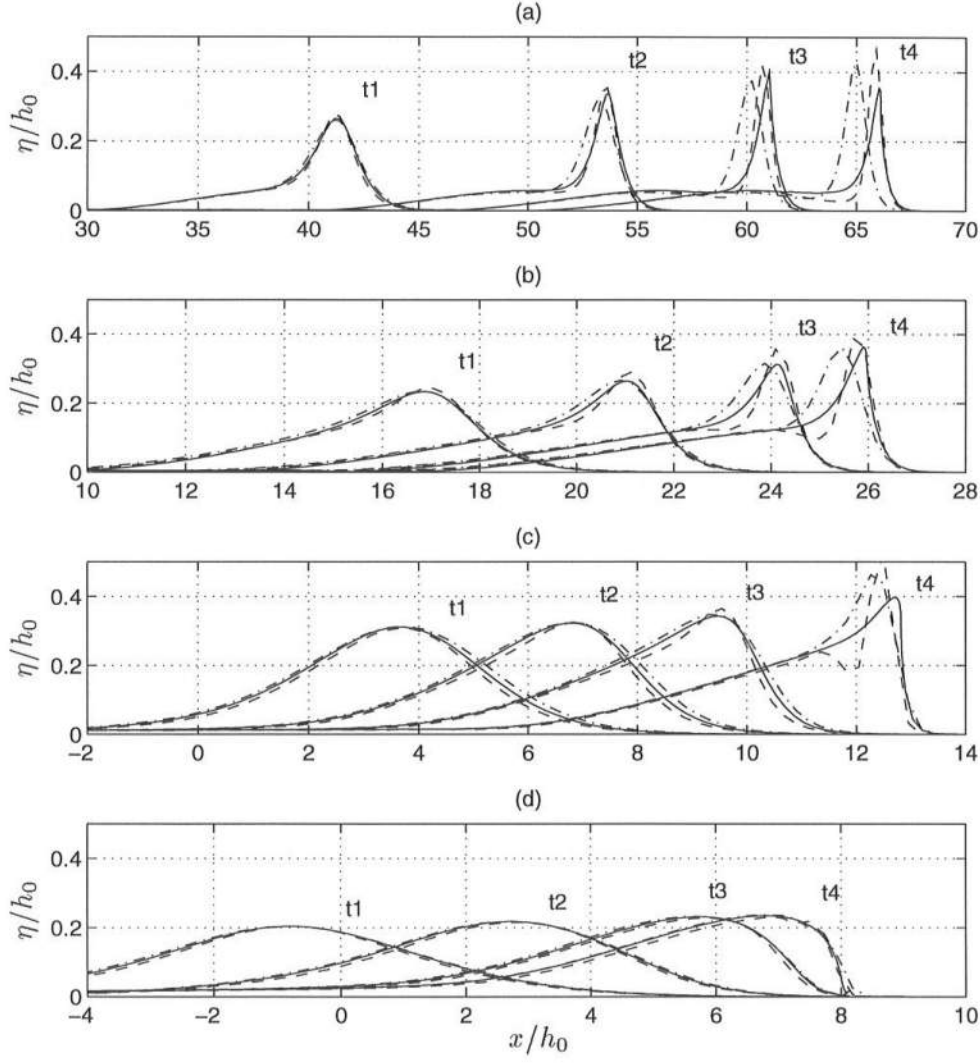 (a)
η/h₀
0.4
0.2
0
t1
t2
t3
t4
30 35 40 45 50 55 60 65 70
(b)
η/h₀
0.4
0.2
0
t1
t2
t3
t4
10 12 14 16 18 20 22 24 26 28
(c)
η/h₀
0.4
0.2
0
t1
t2
t3
t4
−2 0 2 4 6 8 10 12 14
(d)
η/h₀
0.4
0.2
0
t1
t2
t3
t4
−4 −2 0 2 4 6 8 10
x/h₀